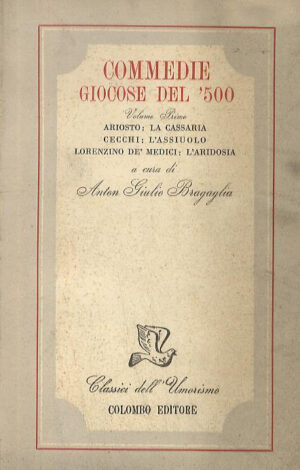 COMMEDIE
GIOCOSE DEL '500
Volume Primo
ARIOSTO: LA CASSARIA
CECCHI: L'ASSIUOLO
LORENZINO DE' MEDICI: L'ARIDOSIA
a cura di
Anton Giulio Bragaglia
Classici dell'Umorismo
COLOMBO EDITORE